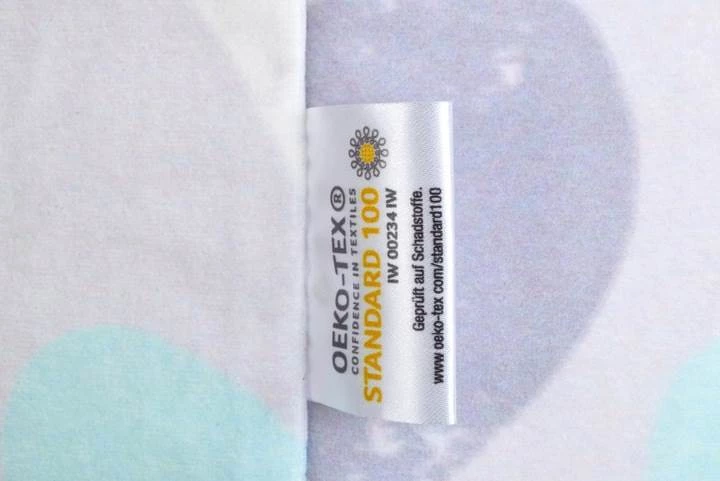 OEKO-TEX®
CONFIDENCE IN TEXTILES
STANDARD 100
IW 00234 IW
Geprüft auf Schadstoffe.
www oeko-tex com/standard100